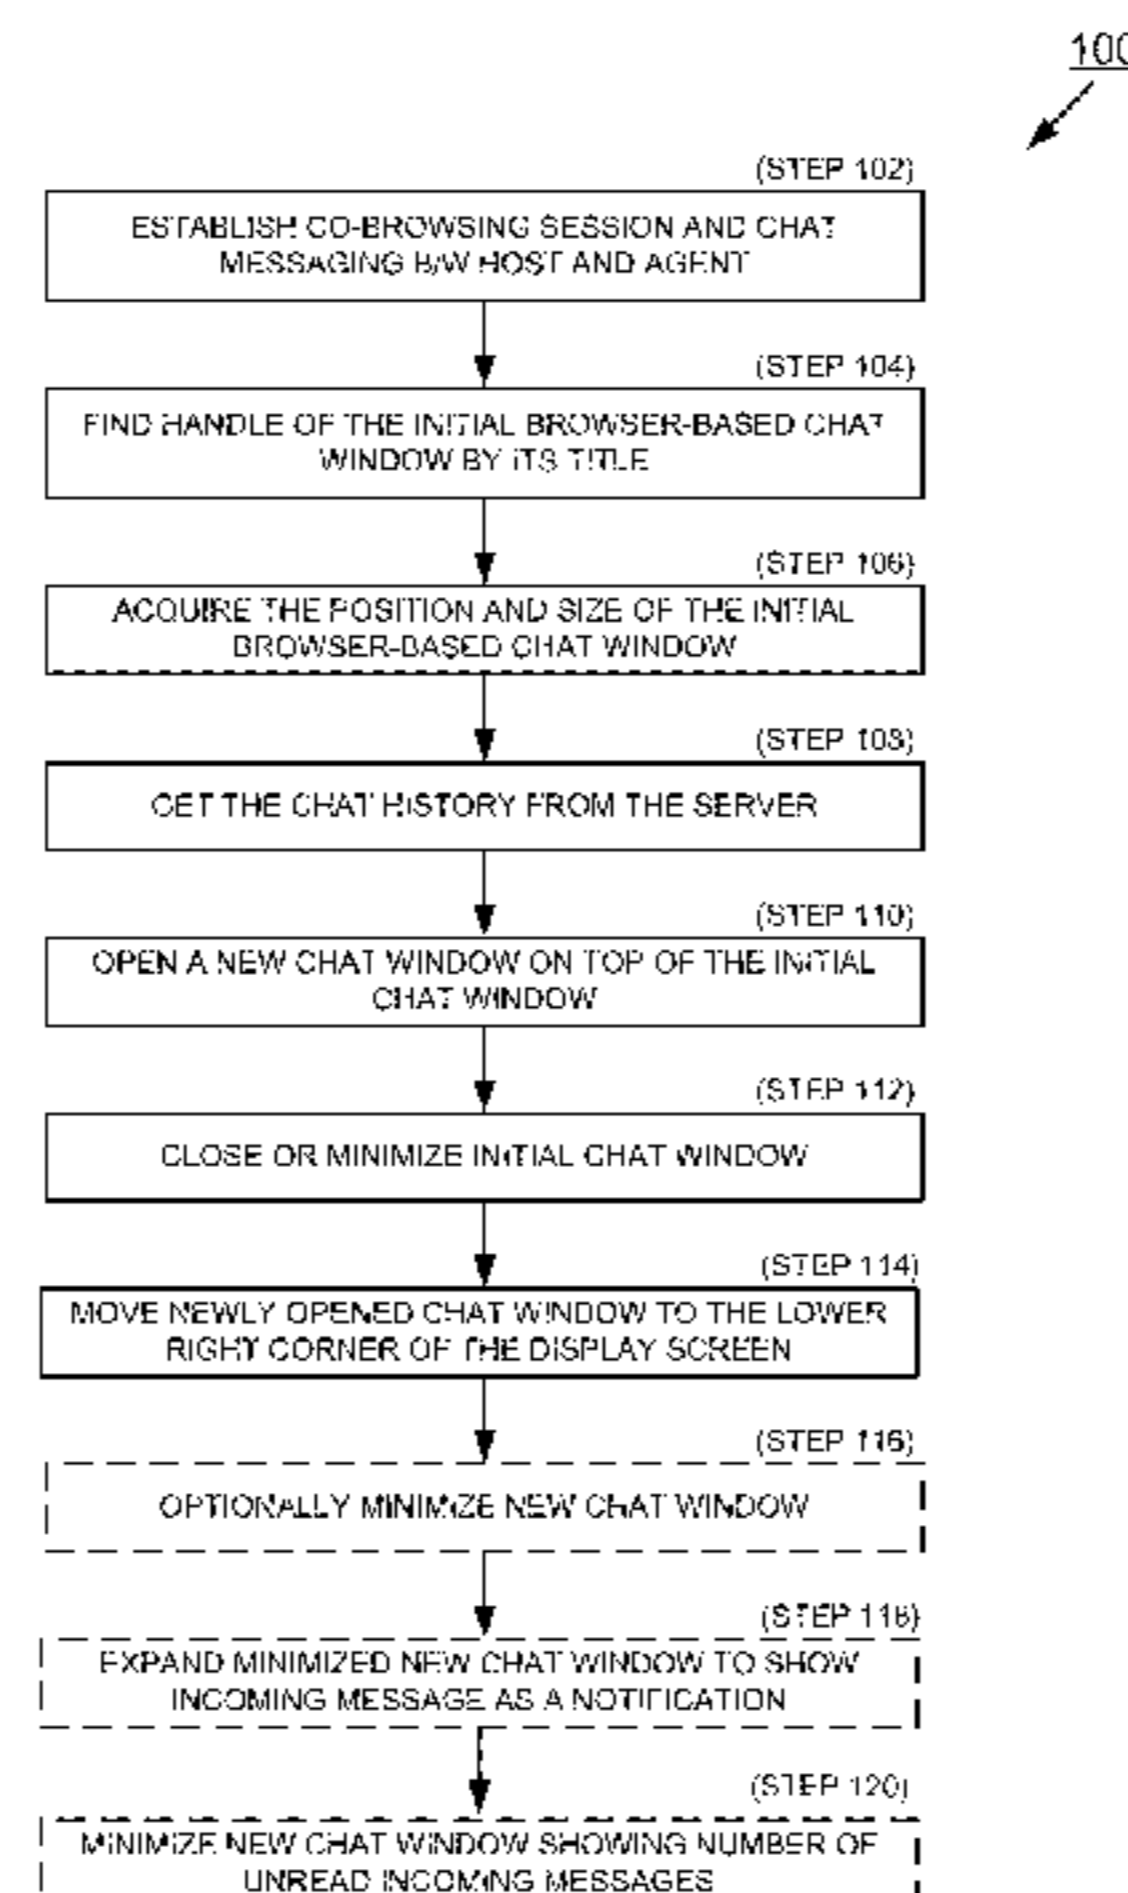 100
(STEP 102)
ESTABLISH CO-BROWSING SESSION AND CHAT
MESSAGING B/W HOST AND AGENT
(STEP 104)
FIND HANDLE OF THE INITIAL BROWSER-BASED CHAT
WINDOW BY ITS TITLE
(STEP 106)
ACQUIRE THE POSITION AND SIZE OF THE INITIAL
BROWSER-BASED CHAT WINDOW
(STEP 108)
GET THE CHAT HISTORY FROM THE SERVER
(STEP 110)
OPEN A NEW CHAT WINDOW ON TOP OF THE INITIAL
CHAT WINDOW
(STEP 112)
CLOSE OR MINIMIZE INITIAL CHAT WINDOW
(STEP 114)
MOVE NEWLY OPENED CHAT WINDOW TO THE LOWER
RIGHT CORNER OF THE DISPLAY SCREEN
(STEP 116)
OPTIONALLY MINIMIZE NEW CHAT WINDOW
(STEP 118)
EXPAND MINIMIZED NEW CHAT WINDOW TO SHOW
INCOMING MESSAGE AS A NOTIFICATION
(STEP 120)
MINIMIZE NEW CHAT WINDOW SHOWING NUMBER OF
UNREAD INCOMING MESSAGES